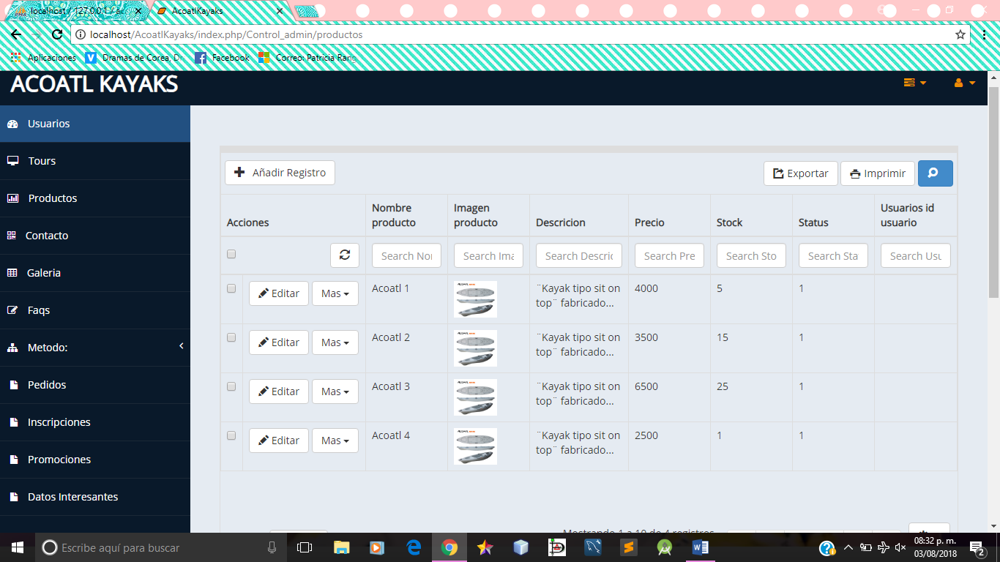 localhost / 127.0.0.1 / ac
AcoatlKayaks
localhost/AcoatlKayaks/index.php/Control_admin/productos
Aplicaciones
Dramas de Corea, Dr
Facebook
Correo: Patricia Rang
ACOATL KAYAKS
Usuarios
Tours
Productos
Contacto
Galeria
Faqs
Metodo:
Pedidos
Inscripciones
Promociones
Datos Interesantes
Añadir Registro
Exportar
Imprimir
Acciones
Nombre producto
Imagen producto
Descricion
Precio
Stock
Status
Usuarios id usuario
Search Nor
Search Ima
Search Descric
Search Pre
Search Sto
Search Sta
Search Usu
Editar Mas Acoatl 1 ¨Kayak tipo sit on top¨ fabricado... 4000 5 1
Editar Mas Acoatl 2 ¨Kayak tipo sit on top¨ fabricado... 3500 15 1
Editar Mas Acoatl 3 ¨Kayak tipo sit on top¨ fabricado... 6500 25 1
Editar Mas Acoatl 4 ¨Kayak tipo sit on top¨ fabricado... 2500 1 1
Mostrando 1 a 10 de 4 registros
Escribe aquí para buscar
08:32 p. m.
03/08/2018
2